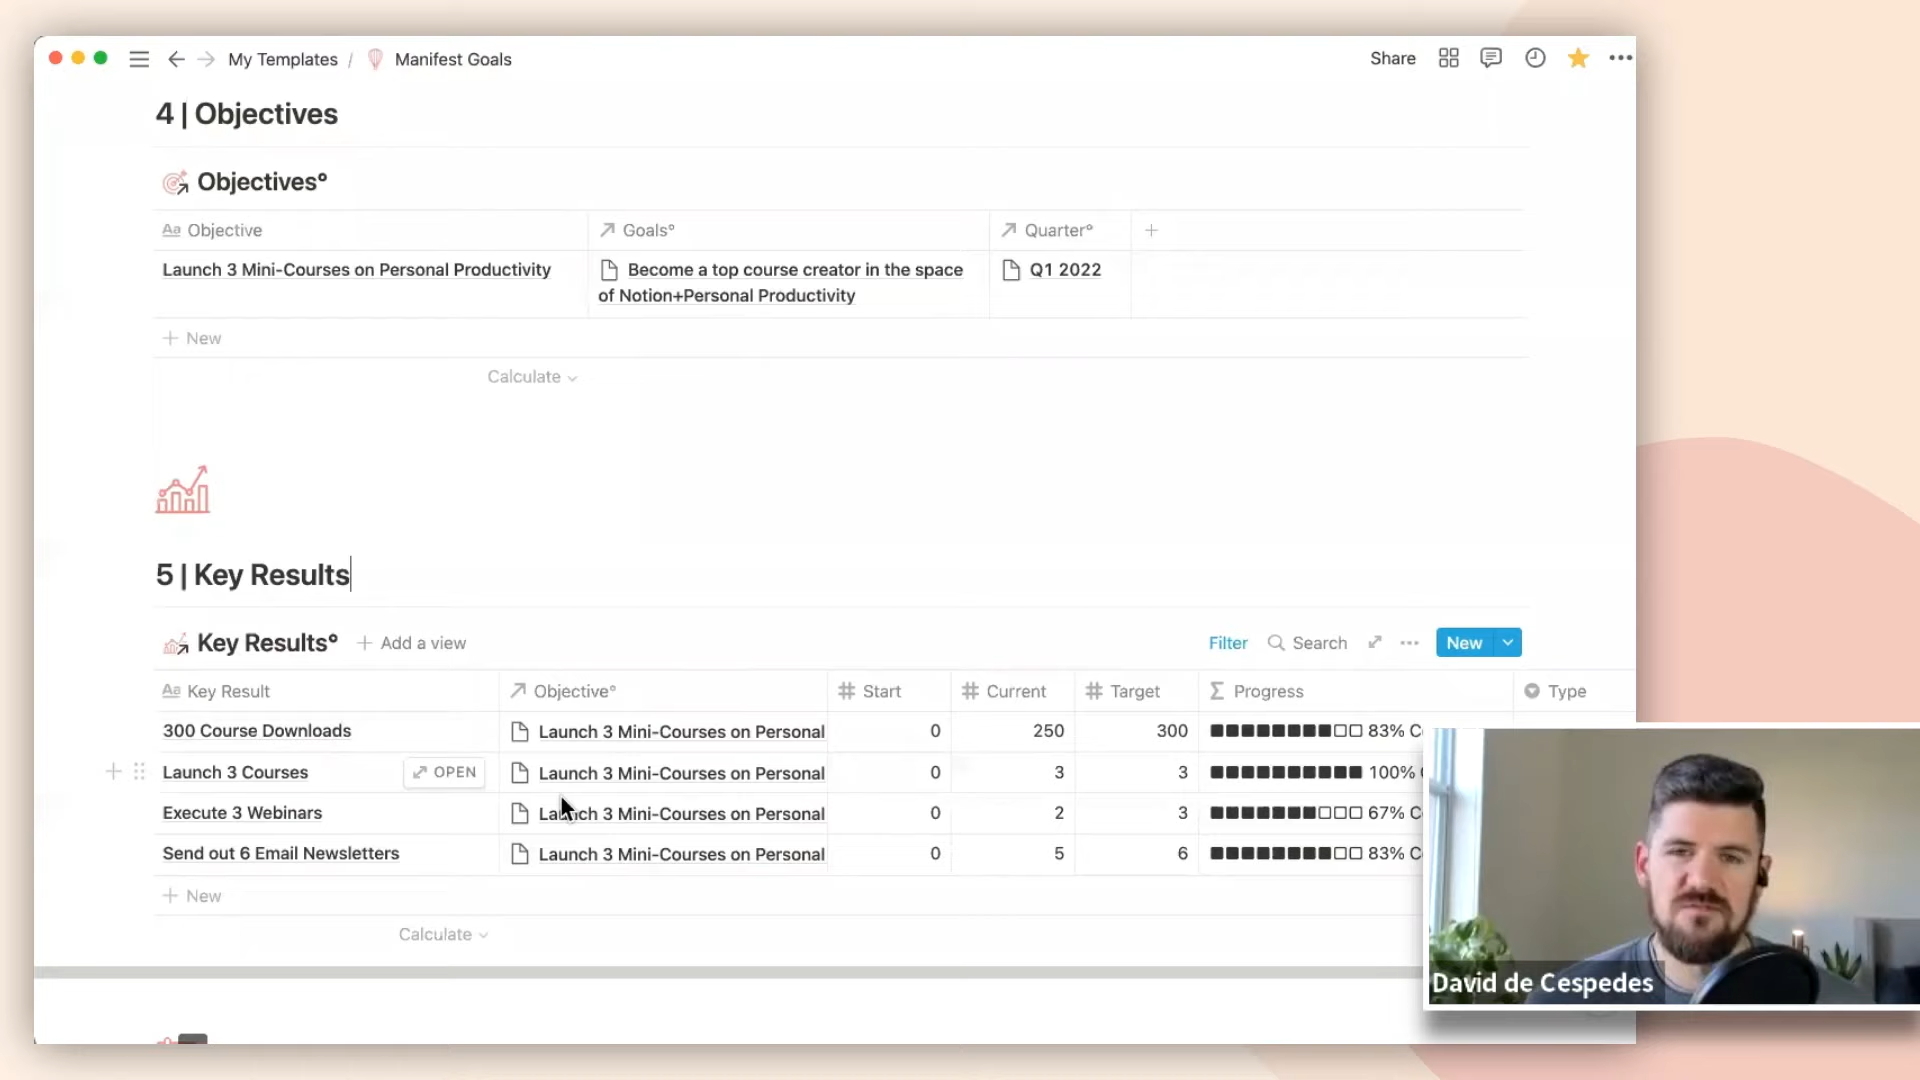 My Templates / Manifest Goals
Share
4 | Objectives
Objectives°
Aa Objective
Goals°
Quarter°
Launch 3 Mini-Courses on Personal Productivity
Become a top course creator in the space
of Notion+Personal Productivity
Q1 2022
New
Calculate
5 | Key Results
Key Results°
Add a view
Filter
Search
New
Aa Key Result
Objective°
# Start
# Current
# Target
Σ Progress
Type
300 Course Downloads
Launch 3 Mini-Courses on Personal
0
250
300
83% C
Launch 3 Courses
OPEN
Launch 3 Mini-Courses on Personal
0
3
3
100%
Execute 3 Webinars
Launch 3 Mini-Courses on Personal
0
2
3
67% C
Send out 6 Email Newsletters
Launch 3 Mini-Courses on Personal
0
5
6
83% C
New
Calculate
David de Cespedes